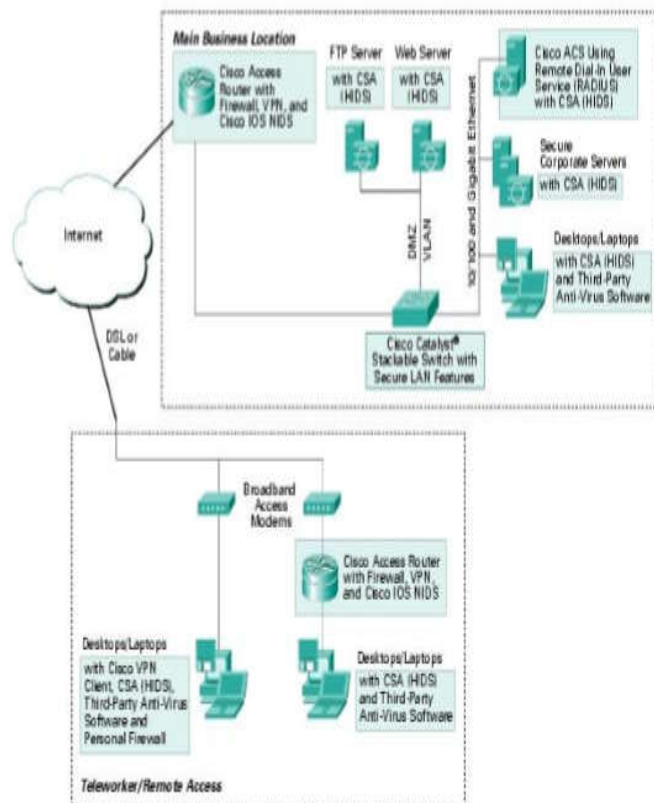 Main Business Location
Cisco Access
Router with
Firewall, VPN, and
Cisco IOS NIDS
FTP Server
with CSA
(HIDS)
Web Server
with CSA
(HIDS)
Cisco ACS Using
Remote Dial-In User
Service (RADIUS)
with CSA (HIDS)
Secure
Corporate Servers
with CSA (HIDS)
Desktops/Laptops
with CSA (HIDS)
and Third-Party
Anti-Virus Software
10/100 and Gigabit Ethernet
DMZ
VLAN
Cisco Catalyst®
Stackable Switch with
Secure LAN Features
Internet
DSL or
Cable
Broadband
Access
Modems
Cisco Access Router
with Firewall, VPN,
and Cisco IOS NIDS
Desktops/Laptops
with Cisco VPN
Client, CSA (HIDS),
Third-Party Anti-Virus
Software and
Personal Firewall
Desktops/Laptops
with CSA (HIDS)
and Third-Party
Anti-Virus Software
Teleworker/Remote Access